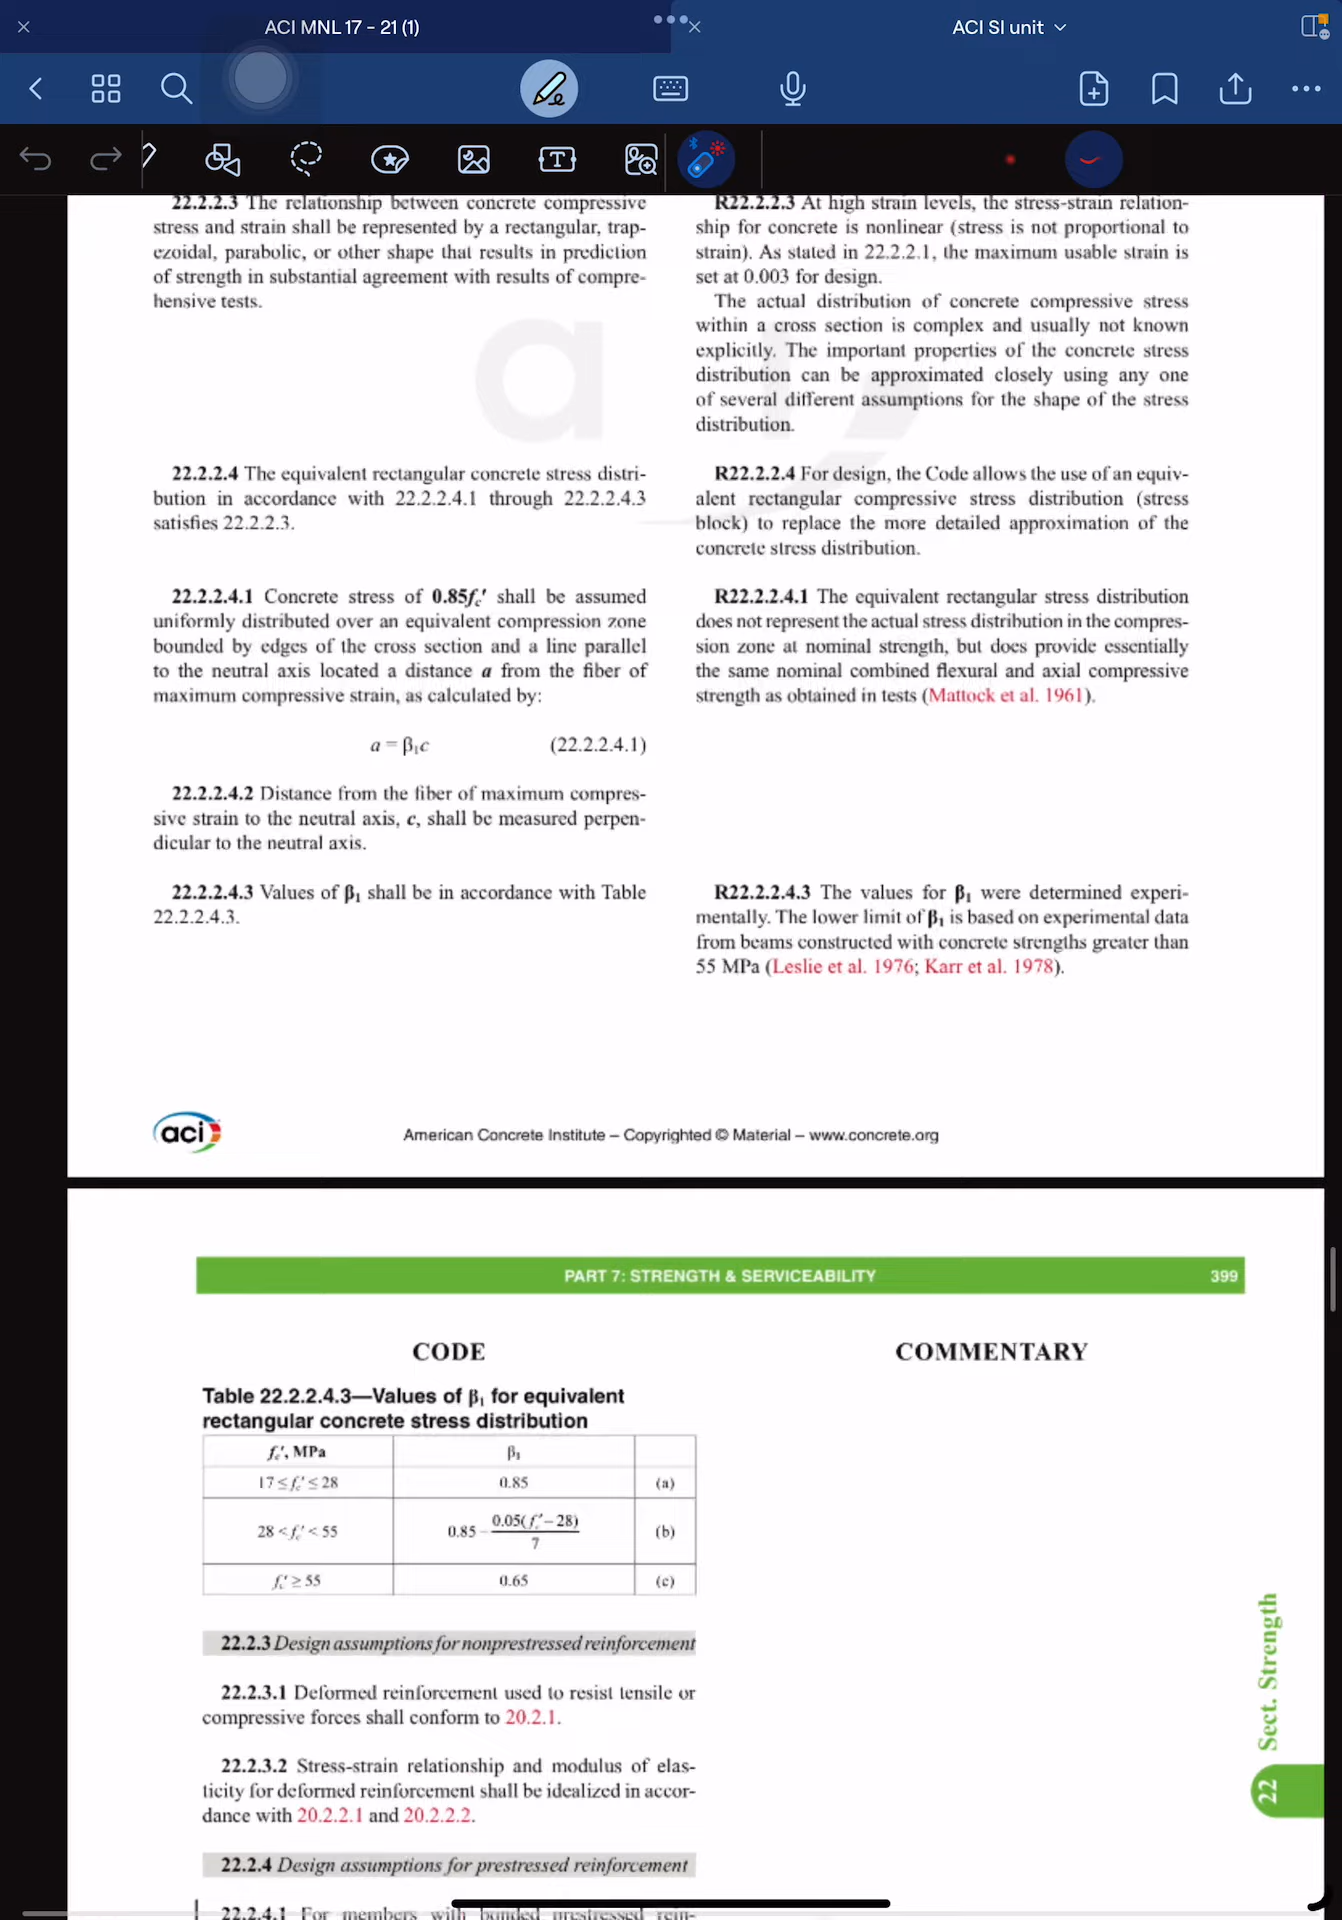 ACI MNL 17 - 21 (1)
ACI SI unit
22.2.2.3 The relationship between concrete compressive
stress and strain shall be represented by a rectangular, trap-
ezoidal, parabolic, or other shape that results in prediction
of strength in substantial agreement with results of compre-
hensive tests.
R22.2.2.3 At high strain levels, the stress-strain relation-
ship for concrete is nonlinear (stress is not proportional to
strain). As stated in 22.2.2.1, the maximum usable strain is
set at 0.003 for design.
The actual distribution of concrete compressive stress
within a cross section is complex and usually not known
explicitly. The important properties of the concrete stress
distribution can be approximated closely using any one
of several different assumptions for the shape of the stress
distribution.
22.2.2.4 The equivalent rectangular concrete stress distri-
bution in accordance with 22.2.2.4.1 through 22.2.2.4.3
satisfies 22.2.2.3.
R22.2.2.4 For design, the Code allows the use of an equiv-
alent rectangular compressive stress distribution (stress
block) to replace the more detailed approximation of the
concrete stress distribution.
22.2.2.4.1 Concrete stress of 0.85fc′ shall be assumed
uniformly distributed over an equivalent compression zone
bounded by edges of the cross section and a line parallel
to the neutral axis located a distance a from the fiber of
maximum compressive strain, as calculated by:
a = β₁c (22.2.2.4.1)
R22.2.2.4.1 The equivalent rectangular stress distribution
does not represent the actual stress distribution in the compres-
sion zone at nominal strength, but does provide essentially
the same nominal combined flexural and axial compressive
strength as obtained in tests (Mattock et al. 1961).
22.2.2.4.2 Distance from the fiber of maximum compres-
sive strain to the neutral axis, c, shall be measured perpen-
dicular to the neutral axis.
22.2.2.4.3 Values of β₁ shall be in accordance with Table
22.2.2.4.3.
R22.2.2.4.3 The values for β₁ were determined experi-
mentally. The lower limit of β₁ is based on experimental data
from beams constructed with concrete strengths greater than
55 MPa (Leslie et al. 1976; Karr et al. 1978).
aci
American Concrete Institute – Copyrighted © Material – www.concrete.org
PART 7: STRENGTH & SERVICEABILITY 399
CODE
COMMENTARY
Table 22.2.2.4.3—Values of β₁ for equivalent
rectangular concrete stress distribution
fc′, MPa β₁
17 ≤ fc′ ≤ 28 0.85 (a)
28 < fc′ < 55 0.85 – 0.05(fc′ – 28) / 7 (b)
fc′ ≥ 55 0.65 (c)
22.2.3 Design assumptions for nonprestressed reinforcement
22.2.3.1 Deformed reinforcement used to resist tensile or
compressive forces shall conform to 20.2.1.
22.2.3.2 Stress-strain relationship and modulus of elas-
ticity for deformed reinforcement shall be idealized in accor-
dance with 20.2.2.1 and 20.2.2.2.
22.2.4 Design assumptions for prestressed reinforcement
22.2.4.1 For members with bonded prestressed rein-
22 Sect. Strength